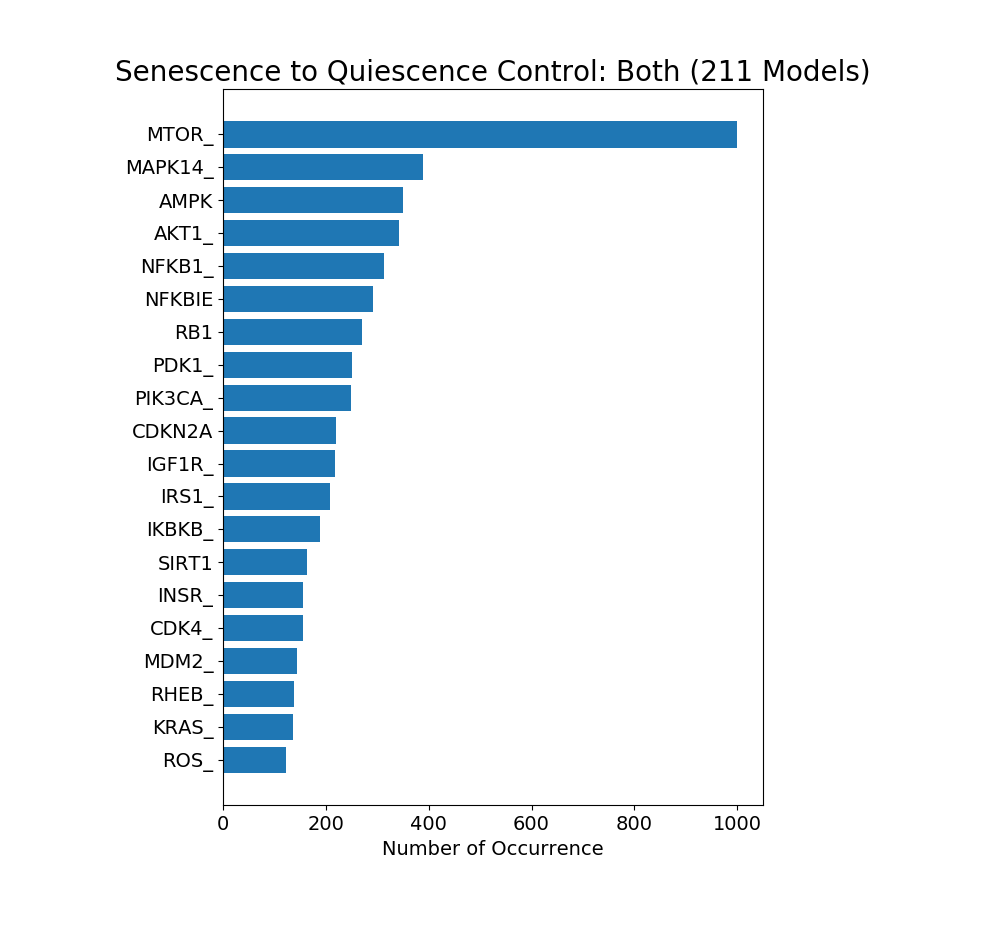 Senescence to Quiescence Control: Both (211 Models)
MTOR_
MAPK14_
AMPK
AKT1_
NFKB1_
NFKBIE
RB1
PDK1_
PIK3CA_
CDKN2A
IGF1R_
IRS1_
IKBKB_
SIRT1
INSR_
CDK4_
MDM2_
RHEB_
KRAS_
ROS_
0 200 400 600 800 1000
Number of Occurrence